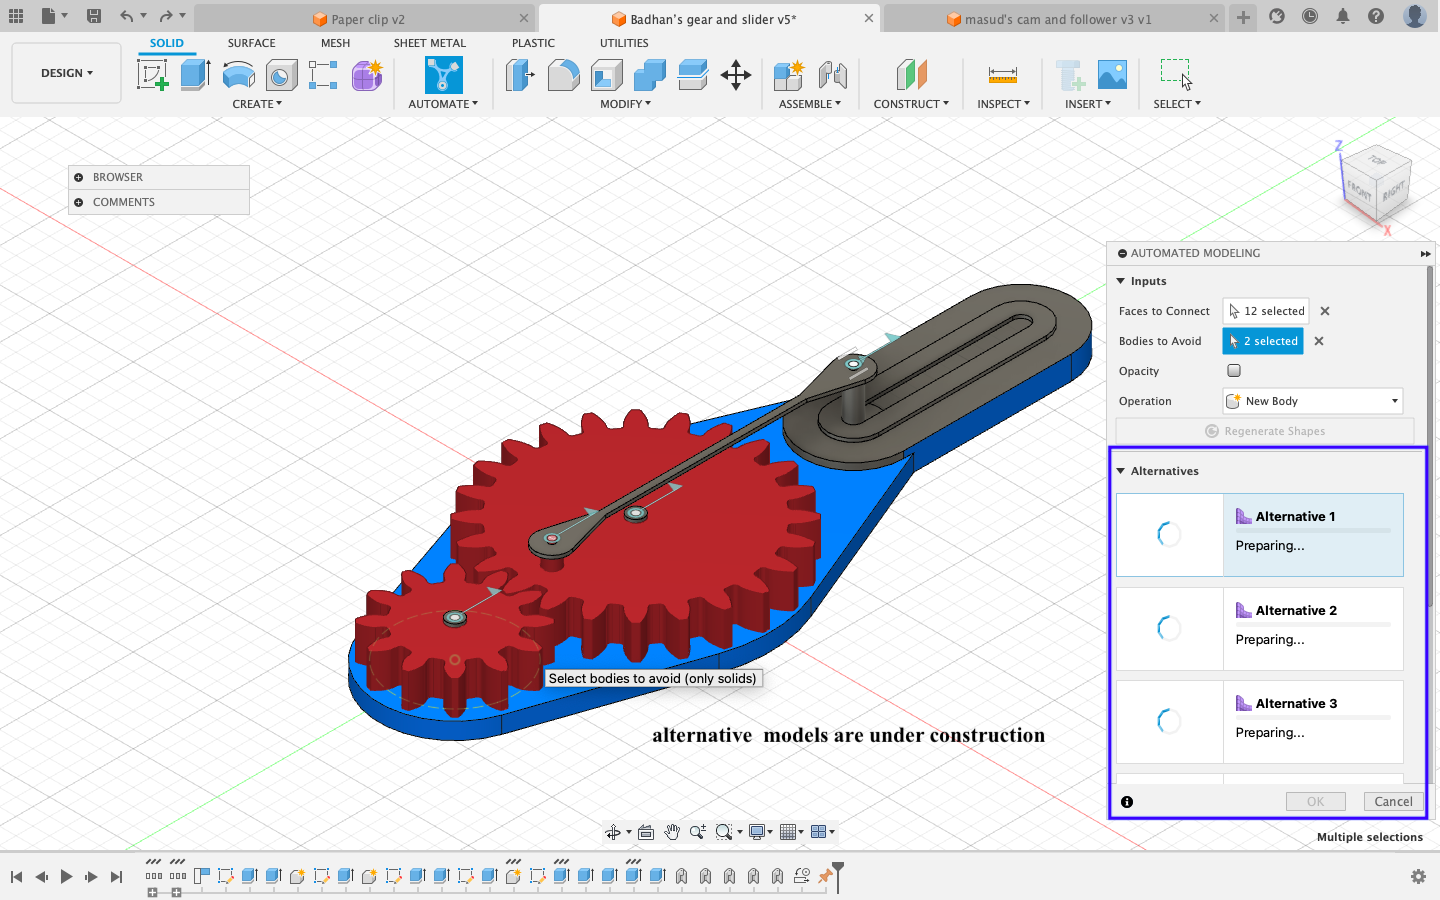 Paper clip v2
Badhan's gear and slider v5*
masud's cam and follower v3 v1
SOLID
SURFACE
MESH
SHEET METAL
PLASTIC
UTILITIES
DESIGN
CREATE
AUTOMATE
MODIFY
ASSEMBLE
CONSTRUCT
INSPECT
INSERT
SELECT
BROWSER
COMMENTS
Z
TOP
FRONT
RIGHT
X
AUTOMATED MODELING
Inputs
Faces to Connect
12 selected
Bodies to Avoid
2 selected
Opacity
Operation
New Body
Regenerate Shapes
Alternatives
Alternative 1
Preparing...
Alternative 2
Preparing...
Alternative 3
Preparing...
Select bodies to avoid (only solids)
alternative models are under construction
OK
Cancel
Multiple selections